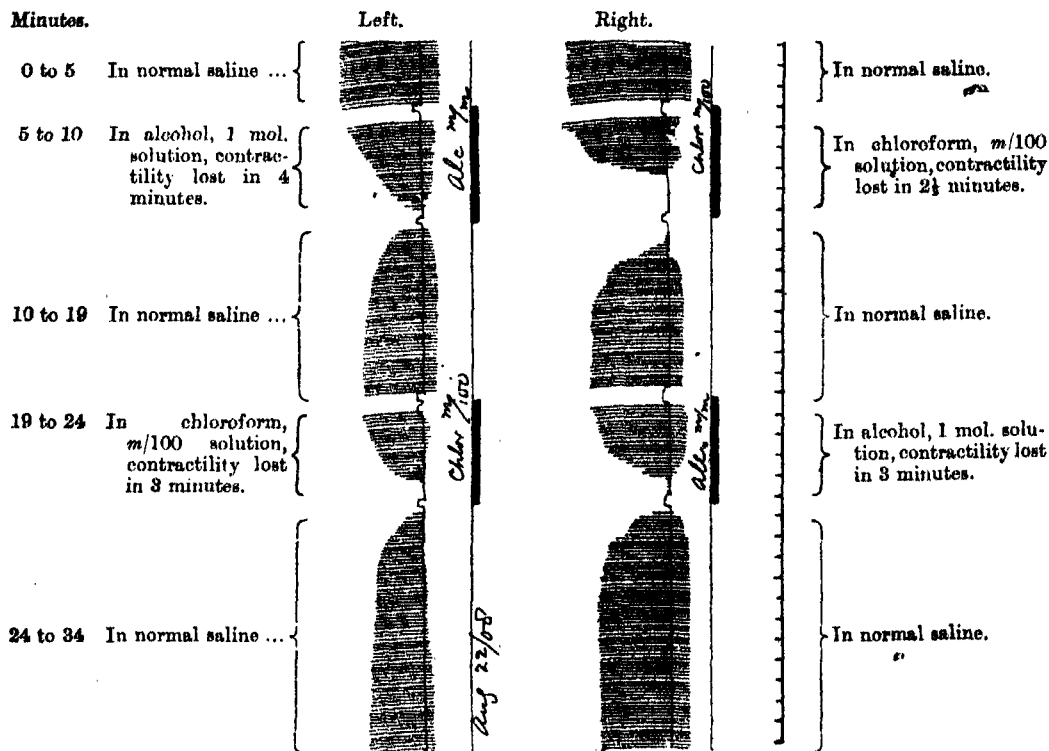 Minutes. Left. Right.
0 to 5 In normal saline ... In normal saline.
5 to 10 In alcohol, 1 mol.
solution, contrac-
tility lost in 4
minutes.
Alc m/m
Chlor m/100
In chloroform, m/100
solution, contractility
lost in 2½ minutes.
10 to 19 In normal saline ... In normal saline.
19 to 24 In chloroform,
m/100 solution,
contractility lost
in 3 minutes.
Chlor m/100
m/m
In alcohol, 1 mol. solu-
tion, contractility lost
in 3 minutes.
24 to 34 In normal saline ... In normal saline.
Aug 22/08